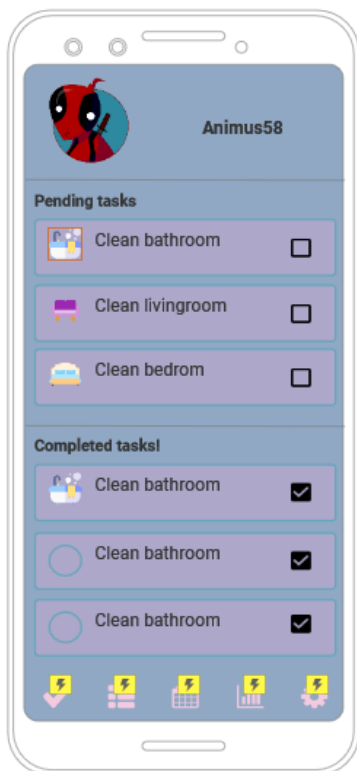 Animus58
Pending tasks
Clean bathroom
Clean livingroom
Clean bedrom
Completed tasks!
Clean bathroom
Clean bathroom
Clean bathroom